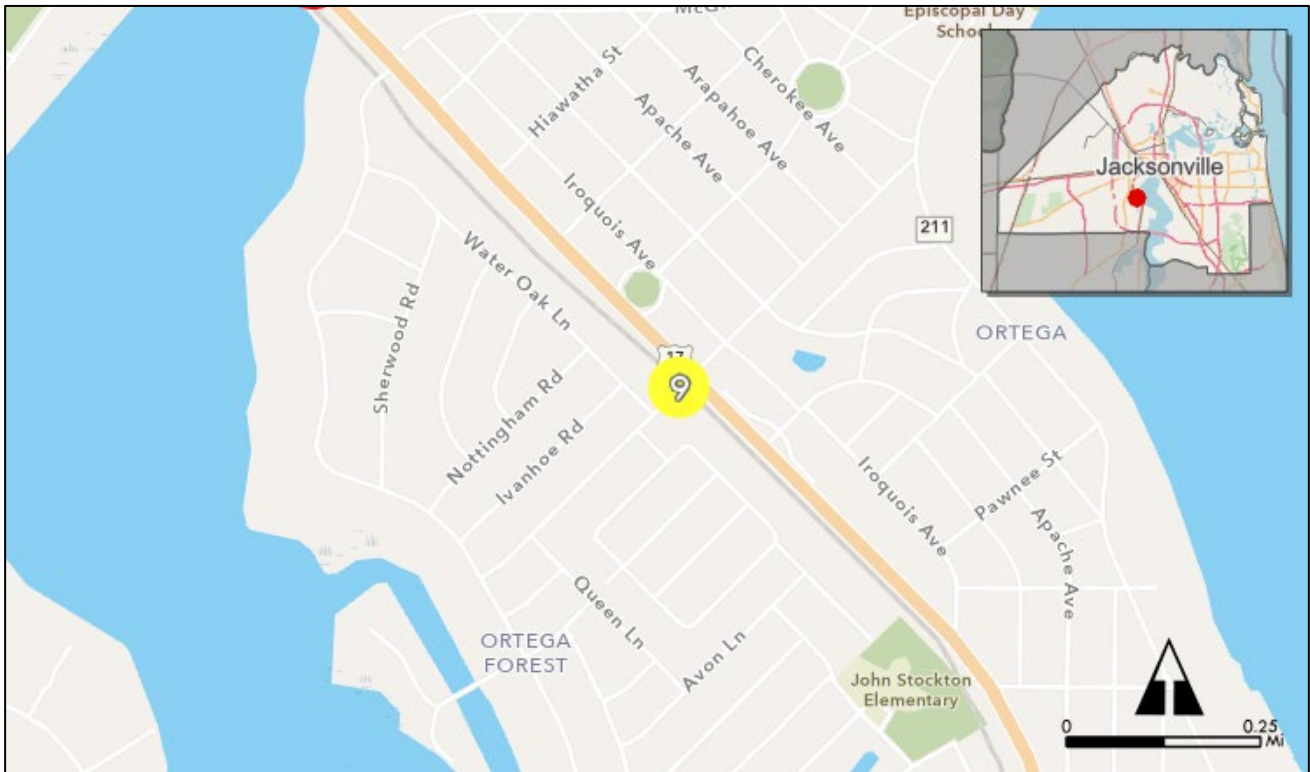 Episcopal Day
School
Hiawatha St
Cherokee Ave
Arapahoe Ave
Apache Ave
Jacksonville
Iroquois Ave
211
Water Oak Ln
Sherwood Rd
ORTEGA
17
9
Nottingham Rd
Ivanhoe Rd
Iroquois Ave
Pawnee St
Apache Ave
Queen Ln
Avon Ln
ORTEGA
FOREST
John Stockton
Elementary
0
0.25
Mi